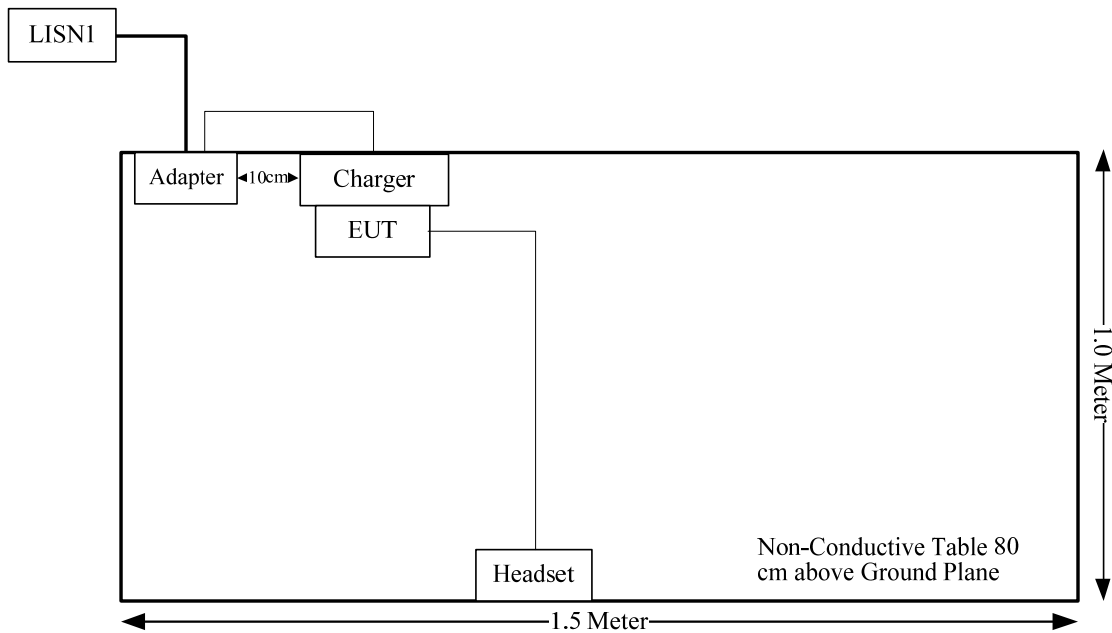 LISN1
Adapter
10cm
Charger
EUT
1.0 Meter
Headset
Non-Conductive Table 80
cm above Ground Plane
1.5 Meter